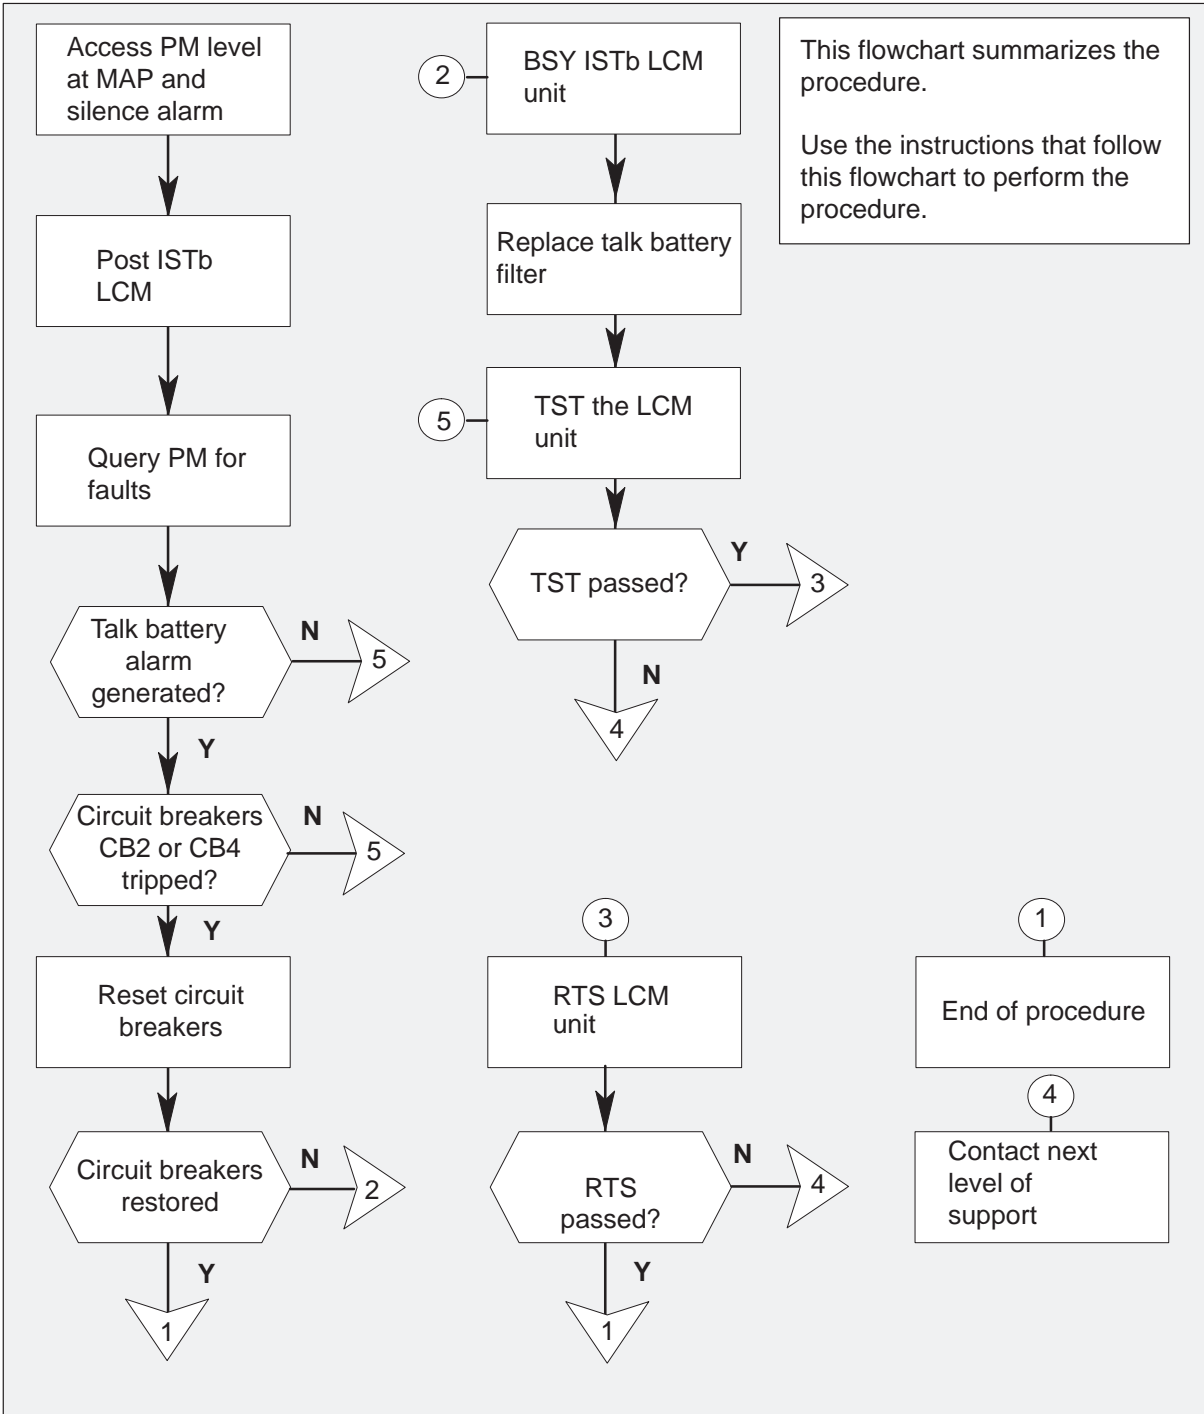 Access PM level
at MAP and
silence alarm
Post ISTb
LCM
Query PM for
faults
Talk battery
alarm
generated?
N
5
Y
Circuit breakers
CB2 or CB4
tripped?
N
5
Y
Reset circuit
breakers
Circuit breakers
restored
N
2
Y
1
2
BSY ISTb LCM
unit
Replace talk battery
filter
5
TST the LCM
unit
TST passed?
Y
3
N
4
3
RTS LCM
unit
RTS
passed?
N
4
Y
1
This flowchart summarizes the
procedure.
Use the instructions that follow
this flowchart to perform the
procedure.
1
End of procedure
4
Contact next
level of
support